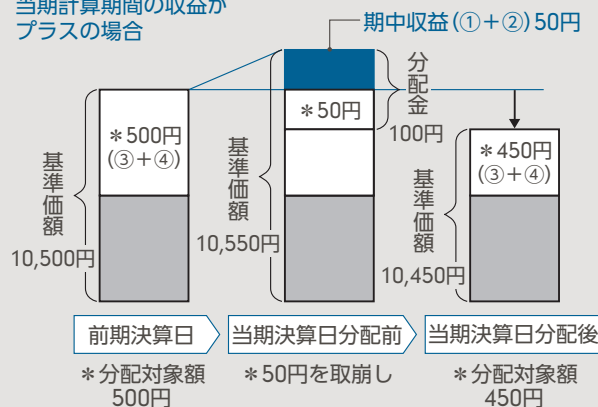 当期計算期間の収益が
プラスの場合
期中収益(①+②)50円
分配金
100円
＊500円
(③+④)
＊50円
＊450円
(③+④)
基準価額
10,500円
基準価額
10,550円
基準価額
10,450円
前期決算日
当期決算日分配前
当期決算日分配後
＊分配対象額
500円
＊50円を取崩し
＊分配対象額
450円